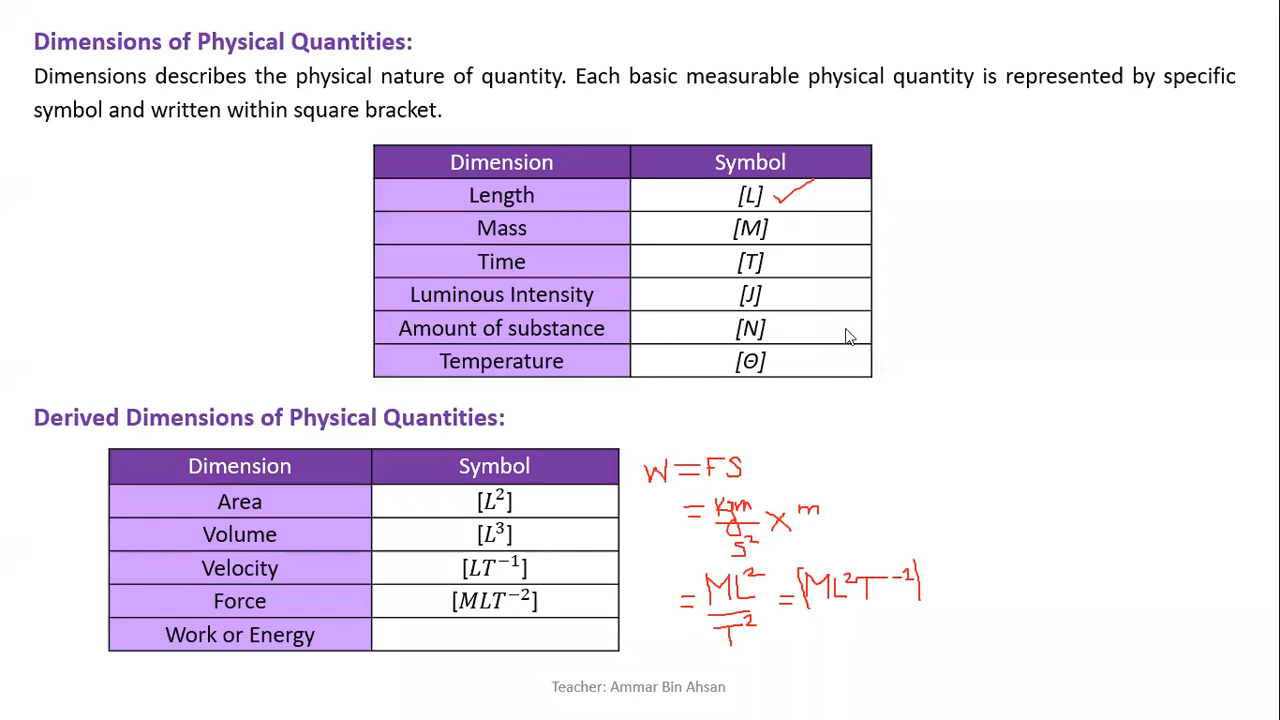 Dimensions of Physical Quantities:
Dimensions describes the physical nature of quantity. Each basic measurable physical quantity is represented by specific
symbol and written within square bracket.
Dimension Symbol
Length [L] ✓
Mass [M]
Time [T]
Luminous Intensity [J]
Amount of substance [N]
Temperature [Θ]
Derived Dimensions of Physical Quantities:
Dimension Symbol
Area [L²]
Volume [L³]
Velocity [LT⁻¹]
Force [MLT⁻²]
Work or Energy
W = FS
= kgm/s² × m
= ML²/T² = [ML²T⁻²]
Teacher: Ammar Bin Ahsan